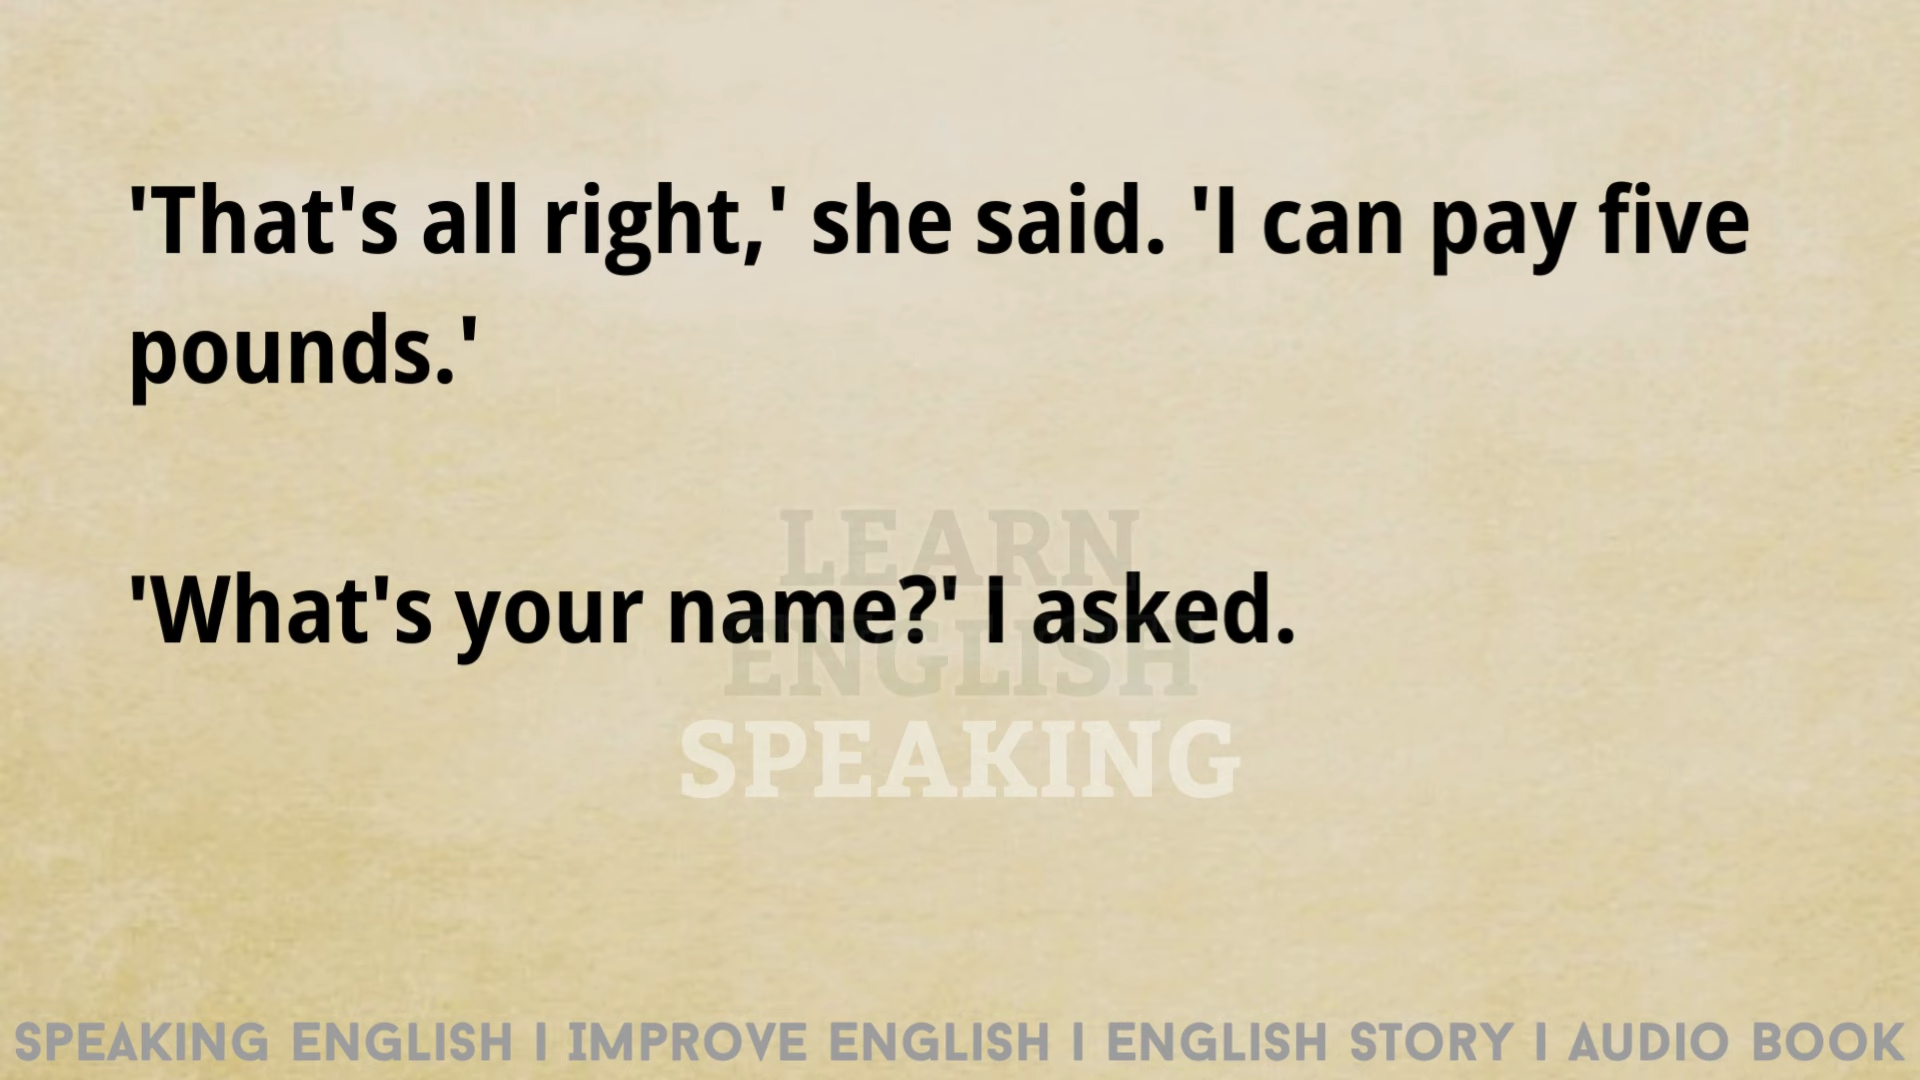 'That's all right,' she said. 'I can pay five
pounds.'
LEARN
'What's your name?' I asked.
ENGLISH
SPEAKING
SPEAKING ENGLISH I IMPROVE ENGLISH I ENGLISH STORY I AUDIO BOOK